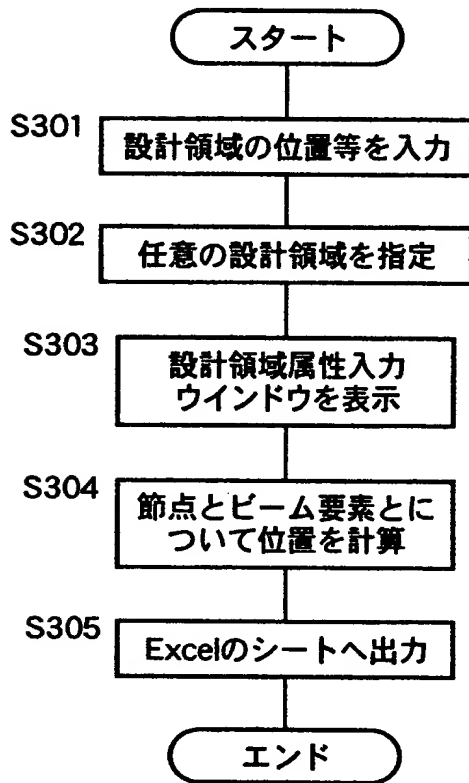 スタート
S301
設計領域の位置等を入力
S302
任意の設計領域を指定
S303
設計領域属性入力
ウインドウを表示
S304
節点とビーム要素とに
ついて位置を計算
S305
Excelのシートへ出力
エンド